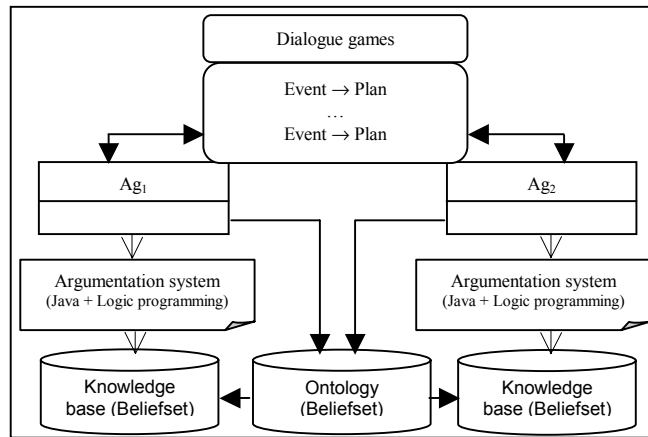 Dialogue games
Event → Plan
…
Event → Plan
Ag₁
Ag₂
Argumentation system
(Java + Logic programming)
Argumentation system
(Java + Logic programming)
Knowledge
base (Beliefset)
Ontology
(Beliefset)
Knowledge
base (Beliefset)